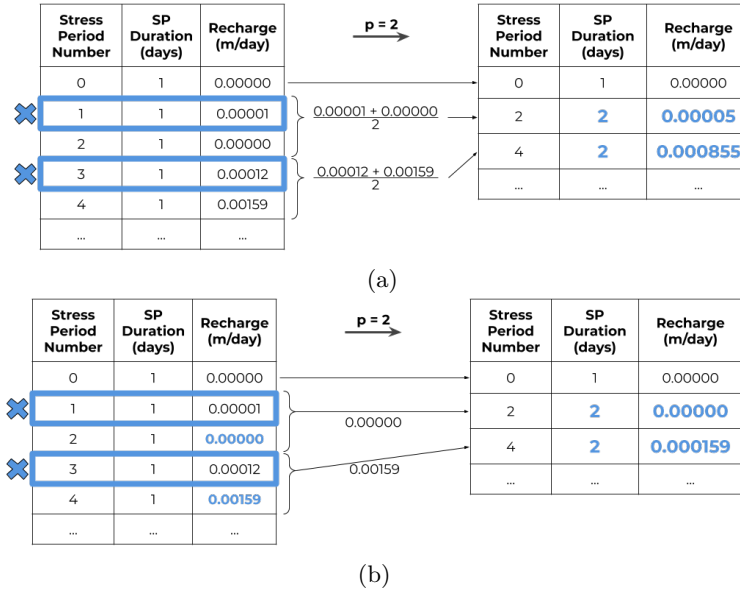 Stress Period Number SP Duration (days) Recharge (m/day)
0 1 0.00000
1 1 0.00001
2 1 0.00000
3 1 0.00012
4 1 0.00159
... ... ...
p = 2
0.00001 + 0.00000
2
0.00012 + 0.00159
2
Stress Period Number SP Duration (days) Recharge (m/day)
0 1 0.00000
2 2 0.00005
4 2 0.000855
... ... ...
(a)
Stress Period Number SP Duration (days) Recharge (m/day)
0 1 0.00000
1 1 0.00001
2 1 0.00000
3 1 0.00012
4 1 0.00159
... ... ...
p = 2
0.00000
0.00159
Stress Period Number SP Duration (days) Recharge (m/day)
0 1 0.00000
2 2 0.00000
4 2 0.000159
... ... ...
(b)